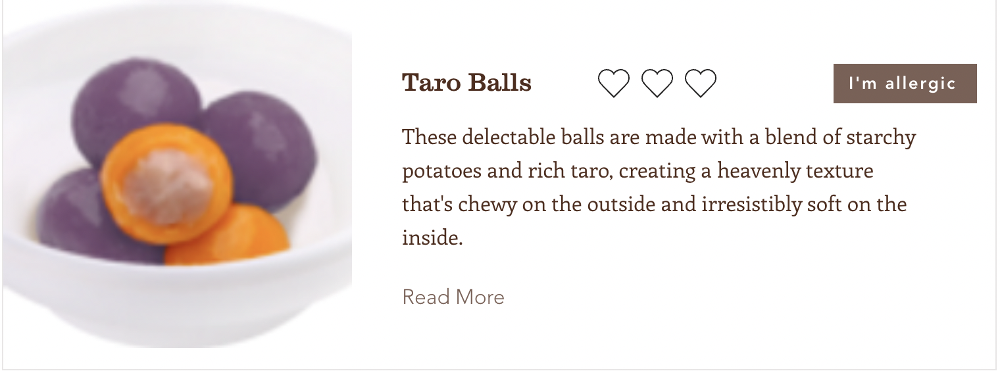 Taro Balls
I'm allergic
These delectable balls are made with a blend of starchy
potatoes and rich taro, creating a heavenly texture
that's chewy on the outside and irresistibly soft on the
inside.
Read More